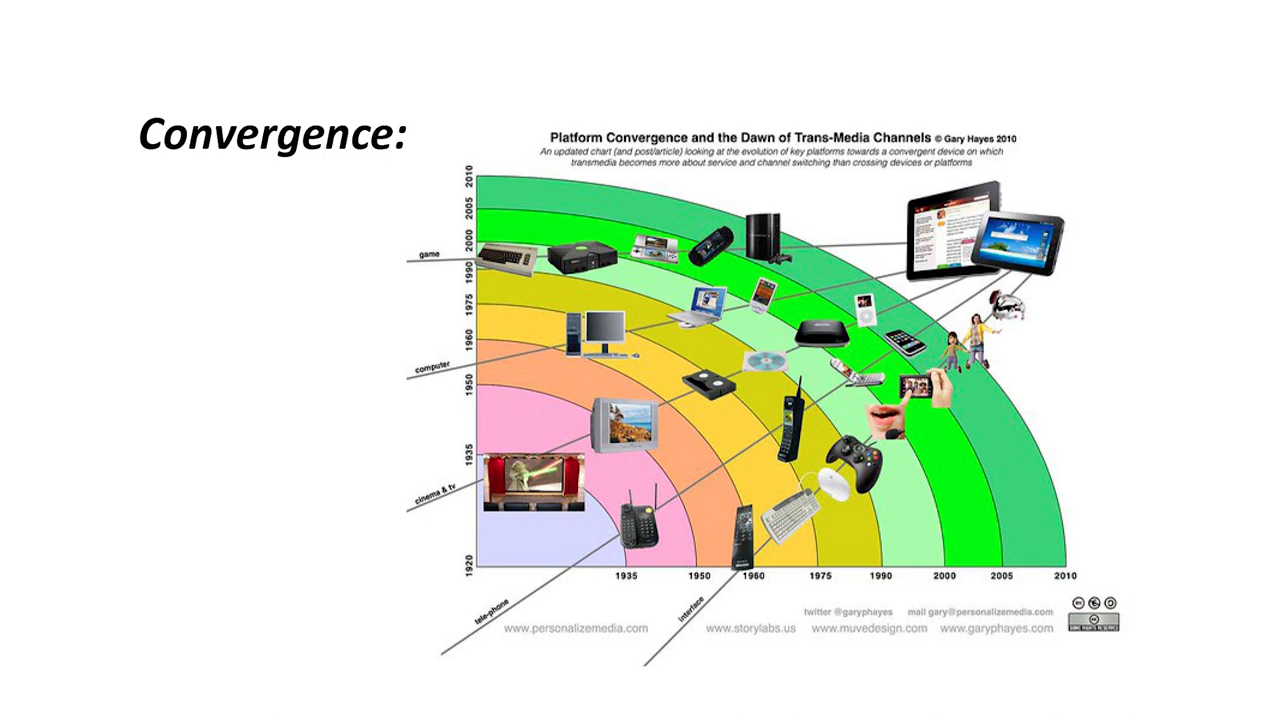 Convergence:
Platform Convergence and the Dawn of Trans-Media Channels © Gary Hayes 2010
An updated chart (and post/article) looking at the evolution of key platforms towards a convergent device on which
transmedia becomes more about service and channel switching than crossing devices or platforms
2010
2005
2000
1990
1975
1960
1950
1935
1920
game
computer
cinema & tv
tele-phone
interface
1935
1950
1960
1975
1990
2000
2005
2010
twitter @garyphayes mail gary@personalizemedia.com
www.personalizemedia.com www.storylabs.us www.muvedesign.com www.garyphayes.com
SOME RIGHTS RESERVED